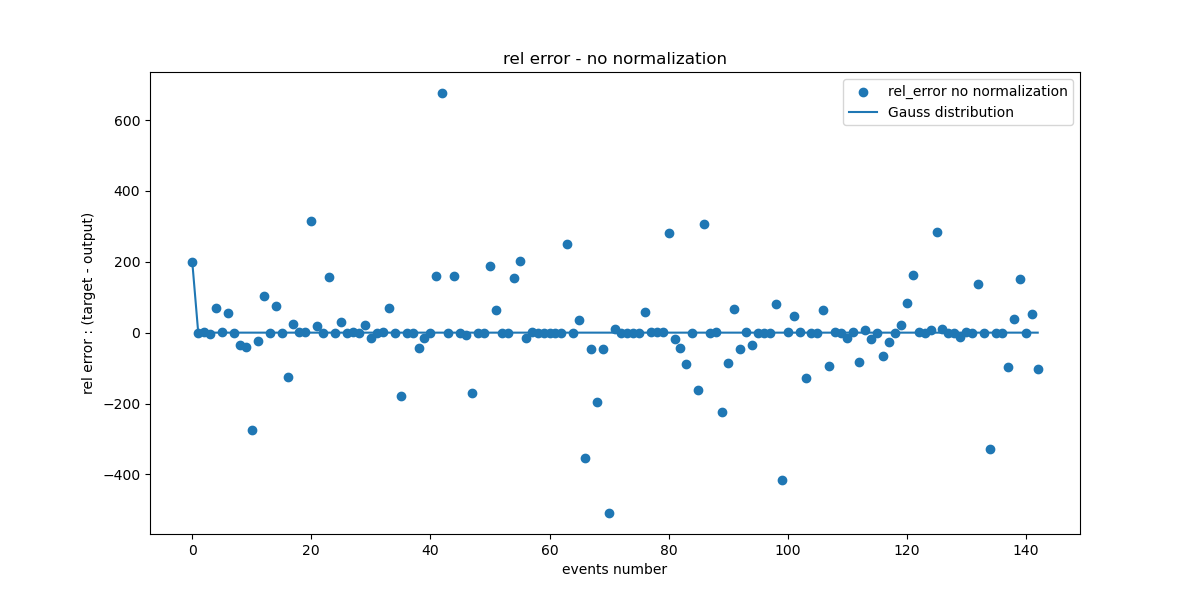 rel error - no normalization
rel_error no normalization
Gauss distribution
rel error : (target - output)
600
400
200
0
−200
−400
0 20 40 60 80 100 120 140
events number